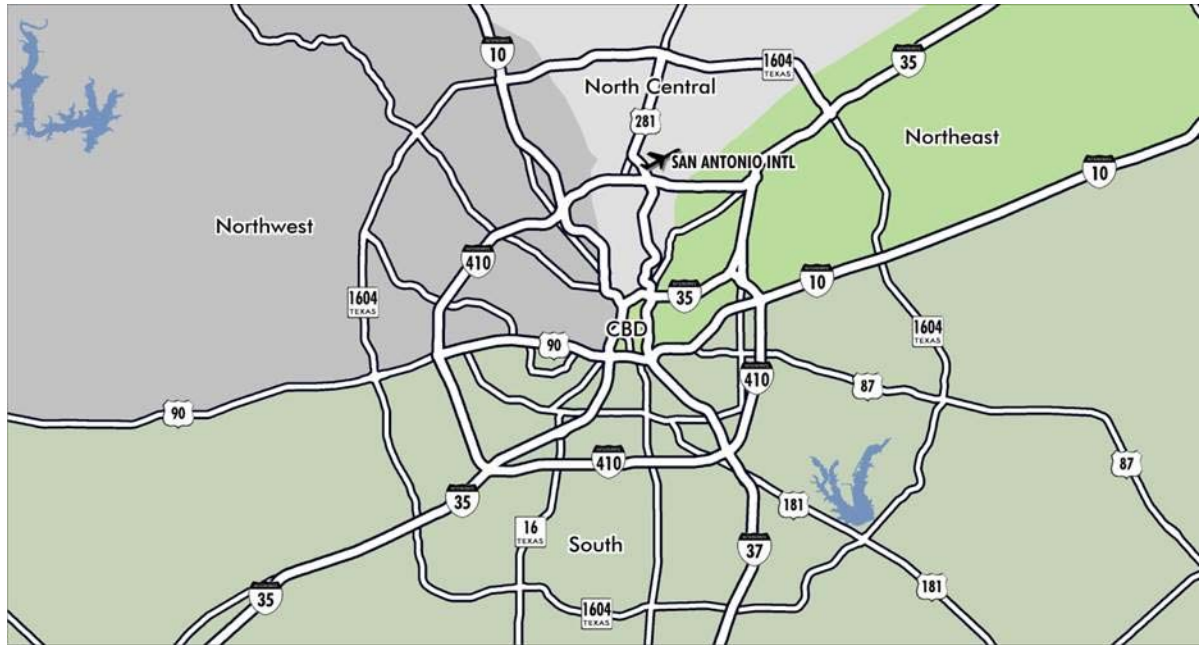 10
1604
TEXAS
35
North Central
281
Northeast
SAN ANTONIO INTL
10
Northwest
410
10
35
1604
TEXAS
CBD
1604
TEXAS
90
410
87
90
410
87
35
181
16
TEXAS
South
37
181
35
1604
TEXAS